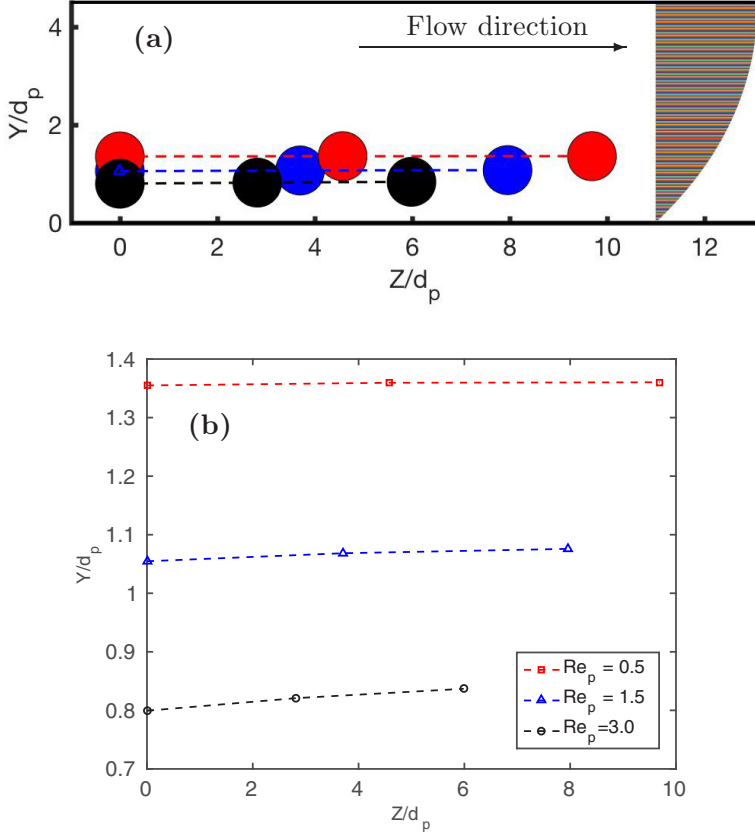 4
2
0
Y/dp
(a)
Flow direction
0 2 4 6 8 10 12
Z/dp
1.4
1.3
1.2
1.1
1
0.9
0.8
0.7
Y/dp
(b)
Rep = 0.5
Rep = 1.5
Rep=3.0
0 2 4 6 8 10
Z/dp